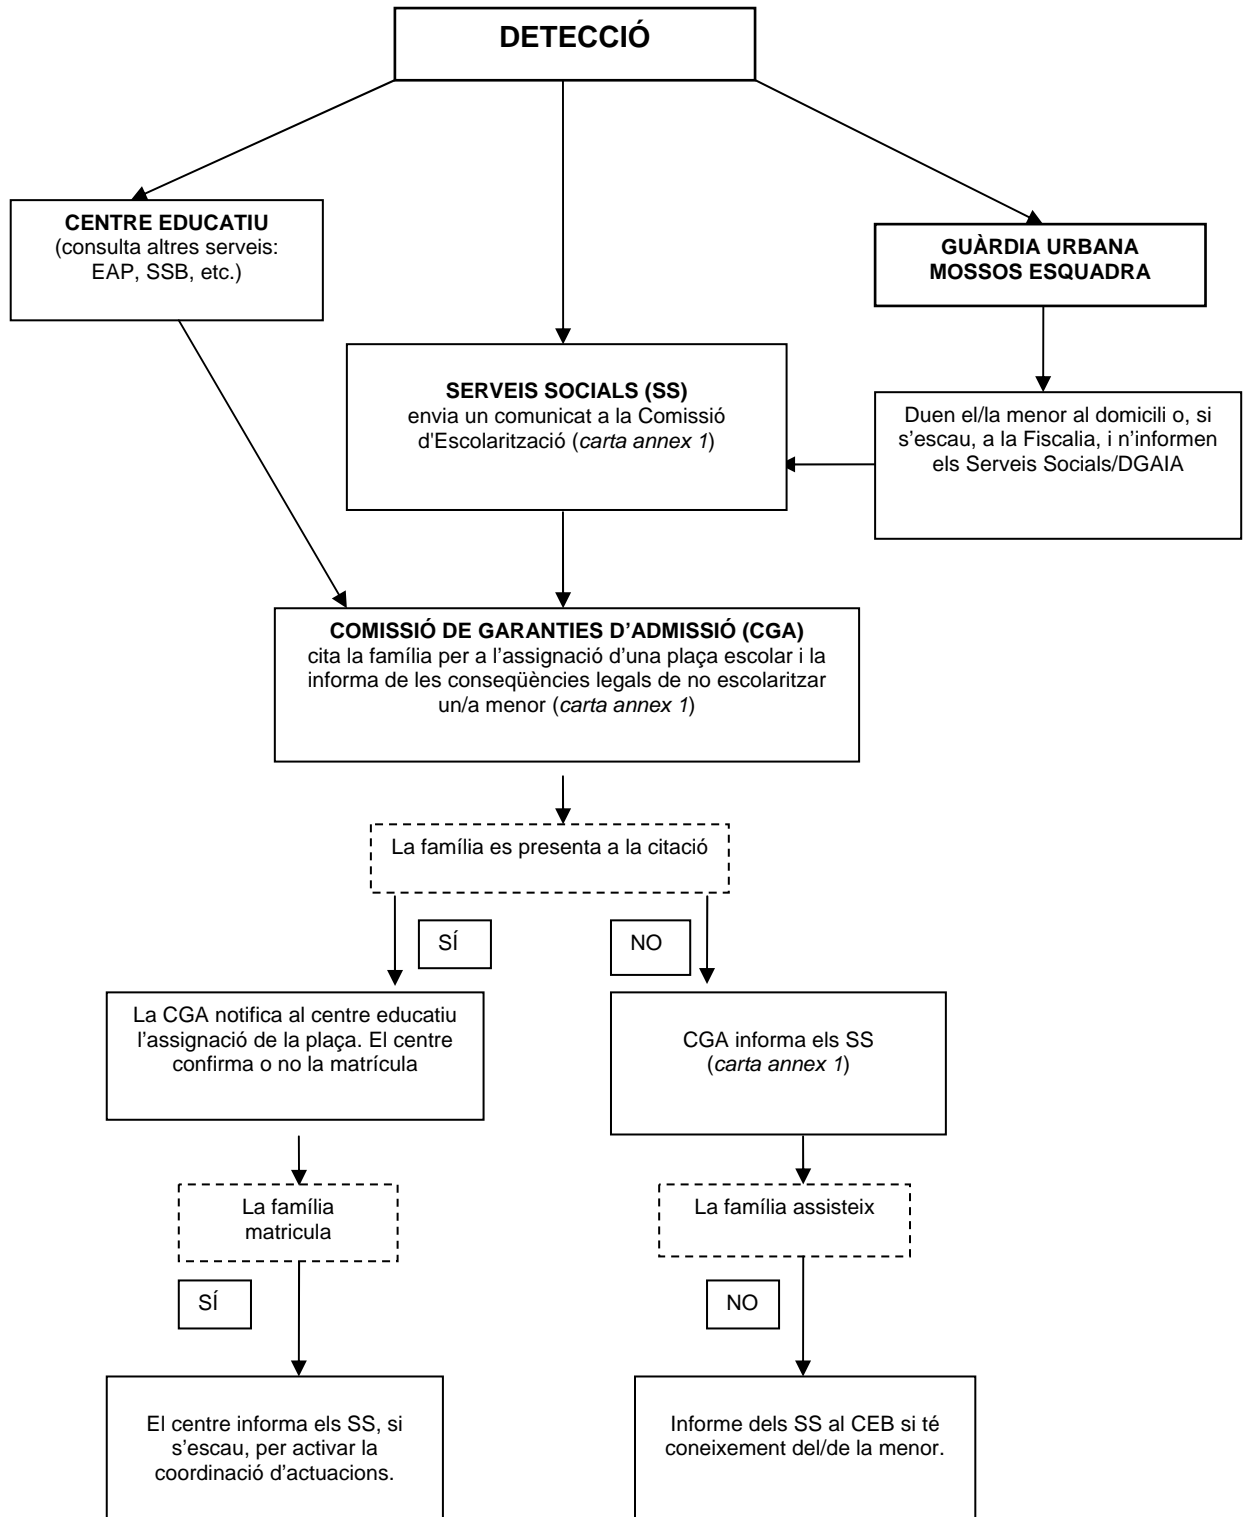 DETECCIÓ
CENTRE EDUCATIU
(consulta altres serveis:
EAP, SSB, etc.)
GUÀRDIA URBANA
MOSSOS ESQUADRA
SERVEIS SOCIALS (SS)
envia un comunicat a la Comissió
d'Escolarització (carta annex 1)
Duen el/la menor al domicili o, si
s’escau, a la Fiscalia, i n’informen
els Serveis Socials/DGAIA
COMISSIÓ DE GARANTIES D’ADMISSIÓ (CGA)
cita la família per a l’assignació d’una plaça escolar i la
informa de les conseqüències legals de no escolaritzar
un/a menor (carta annex 1)
La família es presenta a la citació
SÍ
NO
La CGA notifica al centre educatiu
l’assignació de la plaça. El centre
confirma o no la matrícula
CGA informa els SS
(carta annex 1)
La família
matricula
La família assisteix
SÍ
NO
El centre informa els SS, si
s’escau, per activar la
coordinació d’actuacions.
Informe dels SS al CEB si té
coneixement del/de la menor.